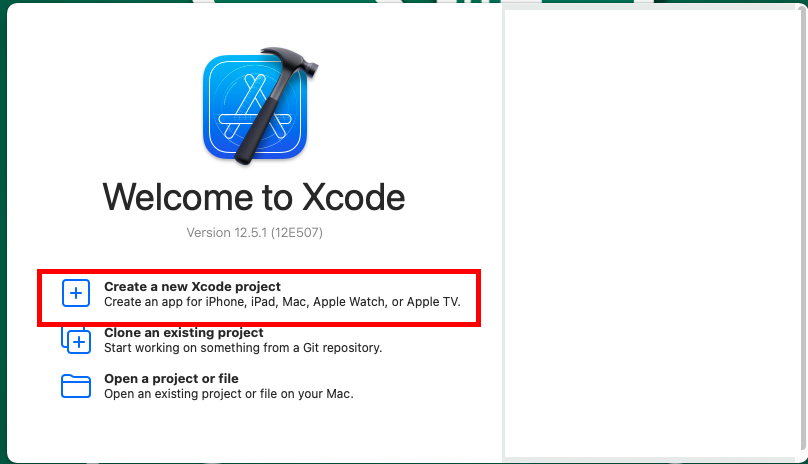 Welcome to Xcode
Version 12.5.1 (12E507)
Create a new Xcode project
Create an app for iPhone, iPad, Mac, Apple Watch, or Apple TV.
Clone an existing project
Start working on something from a Git repository.
Open a project or file
Open an existing project or file on your Mac.